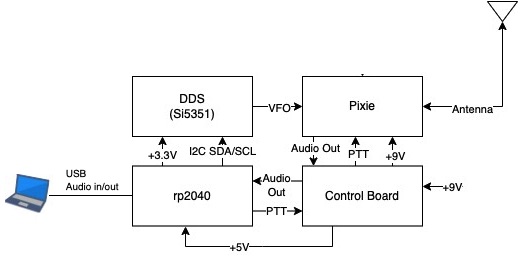 DDS
(Si5351)
VFO
Pixie
Antenna
+3.3V
I2C SDA/SCL
Audio Out
PTT
+9V
USB
Audio in/out
rp2040
Audio
Out
PTT
Control Board
+9V
+5V